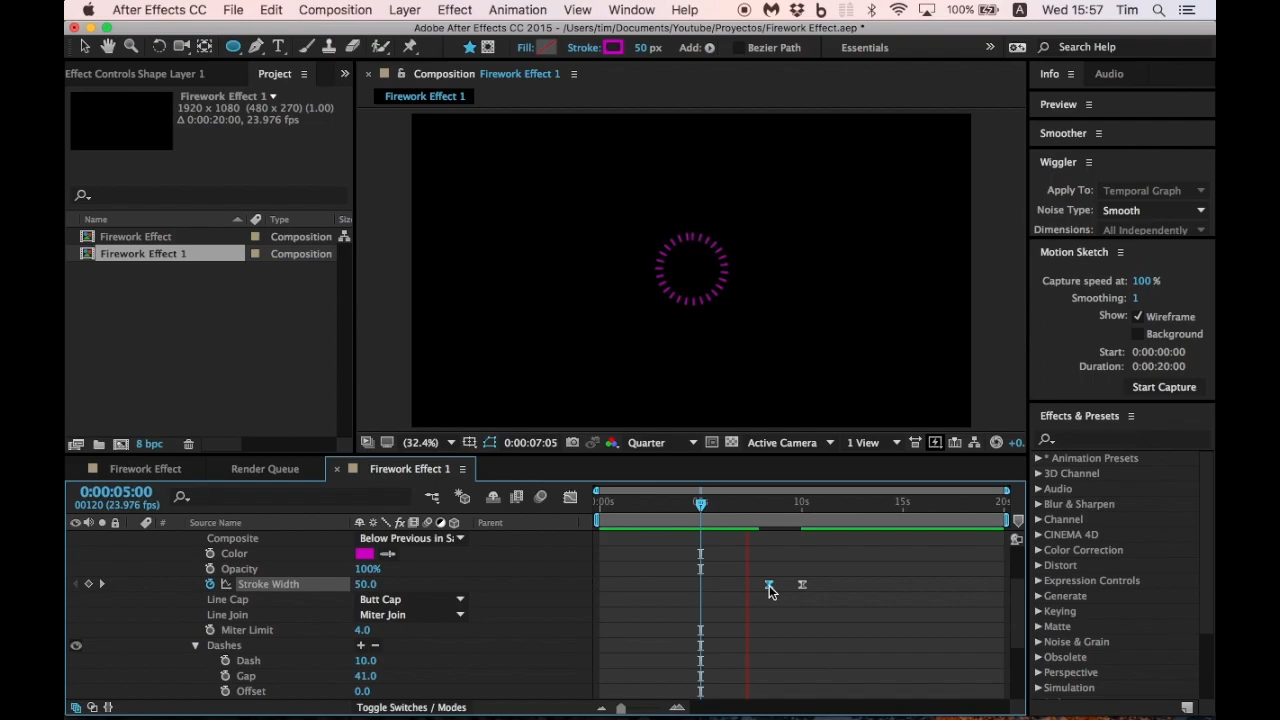 After Effects CC File Edit Composition Layer Effect Animation View Window Help 100% A Wed 15:57 Tim
Adobe After Effects CC 2015 - /Users/tim/Documents/Youtube/Proyectos/Firework Effect.aep *
Fill: Stroke: 50 px Add: Bezier Path Essentials Search Help
Effect Controls Shape Layer 1 Project
Composition Firework Effect 1
Info Audio
Firework Effect 1
1920 x 1080 (480 x 270) (1.00)
Δ 0:00:20:00, 23.976 fps
Firework Effect 1
Preview
Smoother
Wiggler
Apply To: Temporal Graph
Noise Type: Smooth
Dimensions: All Independently
Name Type Size
Firework Effect Composition
Firework Effect 1 Composition
Motion Sketch
Capture speed at: 100 %
Smoothing: 1
Show: Wireframe
Background
Start: 0:00:00:00
Duration: 0:00:20:00
Start Capture
Effects & Presets
8 bpc
(32.4%) 0:00:07:05 Quarter Active Camera 1 View +0.
Firework Effect Render Queue Firework Effect 1
0:00:05:00
00120 (23.976 fps)
:00s 10s 15s 20s
# Source Name Parent
Composite Below Previous in Sa
Color
Opacity 100%
Stroke Width 50.0
Line Cap Butt Cap
Line Join Miter Join
Miter Limit 4.0
Dashes + −
Dash 10.0
Gap 41.0
Offset 0.0
Toggle Switches / Modes
* Animation Presets
3D Channel
Audio
Blur & Sharpen
Channel
CINEMA 4D
Color Correction
Distort
Expression Controls
Generate
Keying
Matte
Noise & Grain
Obsolete
Perspective
Simulation